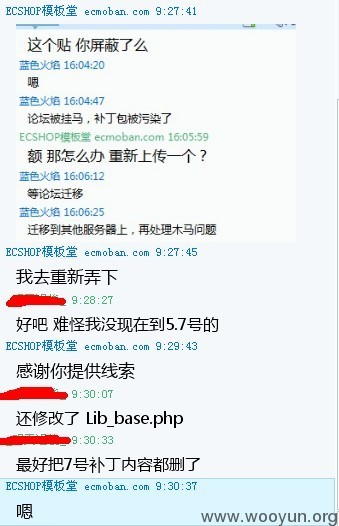 ECSHOP模板堂 ecmoban.com 9:27:41
这个贴 你屏蔽了么
蓝色火焰 16:04:20
嗯
蓝色火焰 16:04:47
论坛被挂马，补丁包被污染了
ECSHOP模板堂 ecmoban.com 16:05:59
额 那怎么办 重新上传一个？
蓝色火焰 16:06:12
等论坛迁移
蓝色火焰 16:06:25
迁移到其他服务器上，再处理木马问题
ECSHOP模板堂 ecmoban.com 9:27:45
我去重新弄下
9:28:27
好吧 难怪我没现在到5.7号的
ECSHOP模板堂 ecmoban.com 9:29:43
感谢你提供线索
9:30:07
还修改了 Lib_base.php
9:30:33
最好把7号补丁内容都删了
ECSHOP模板堂 ecmoban.com 9:30:37
嗯
www.wooyun.org